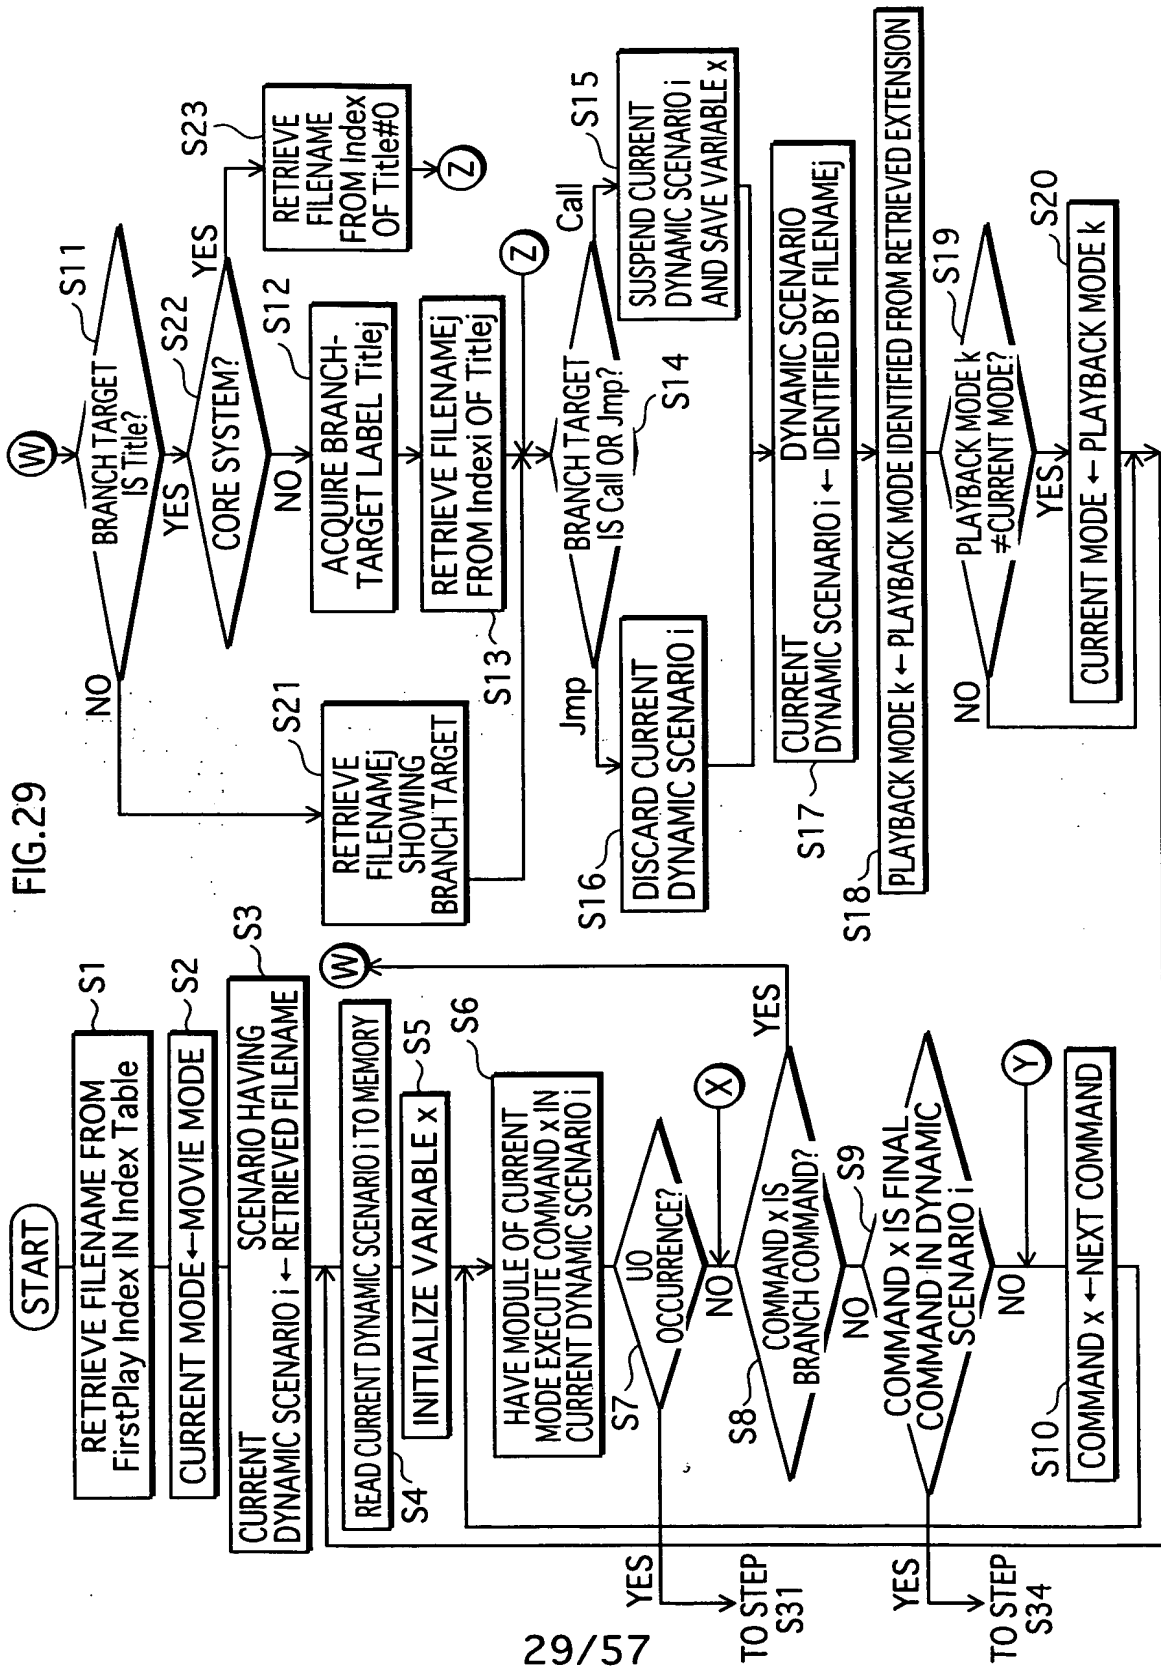 FIG.29
START
RETRIEVE FILENAME FROM
FirstPlay Index IN Index Table
S1
CURRENT MODE←MOVIE MODE
S2
CURRENT SCENARIO HAVING
DYNAMIC SCENARIO i ← RETRIEVED FILENAME
S3
READ CURRENT DYNAMIC SCENARIO i TO MEMORY
S4
INITIALIZE VARIABLE x
S5
HAVE MODULE OF CURRENT
MODE EXECUTE COMMAND x IN
CURRENT DYNAMIC SCENARIO i
S6
UO
OCCURRENCE?
S7
YES
TO STEP
S31
NO
X
COMMAND x IS
BRANCH COMMAND?
S8
YES
W
NO
COMMAND x IS FINAL
COMMAND IN DYNAMIC
SCENARIO i
S9
YES
TO STEP
S34
NO
Y
COMMAND x ←NEXT COMMAND
S10
W
BRANCH TARGET
IS Title?
S11
NO
YES
RETRIEVE
FILENAMEj
SHOWING
BRANCH TARGET
S21
CORE SYSTEM?
S22
YES
NO
RETRIEVE
FILENAME
FROM Index
OF Title#0
S23
Z
ACQUIRE BRANCH-
TARGET LABEL Titlej
S12
RETRIEVE FILENAMEj
FROM Indexi OF Titlej
S13
Z
BRANCH TARGET
IS Call OR Jmp?
S14
Jmp
Call
SUSPEND CURRENT
DYNAMIC SCENARIO i
AND SAVE VARIABLE x
S15
DISCARD CURRENT
DYNAMIC SCENARIO i
S16
CURRENT DYNAMIC SCENARIO
DYNAMIC SCENARIO i ← IDENTIFIED BY FILENAMEj
S17
PLAYBACK MODE k ← PLAYBACK MODE IDENTIFIED FROM RETRIEVED EXTENSION
S18
PLAYBACK MODE k
≠CURRENT MODE?
S19
NO
YES
CURRENT MODE ← PLAYBACK MODE k
S20
29/57